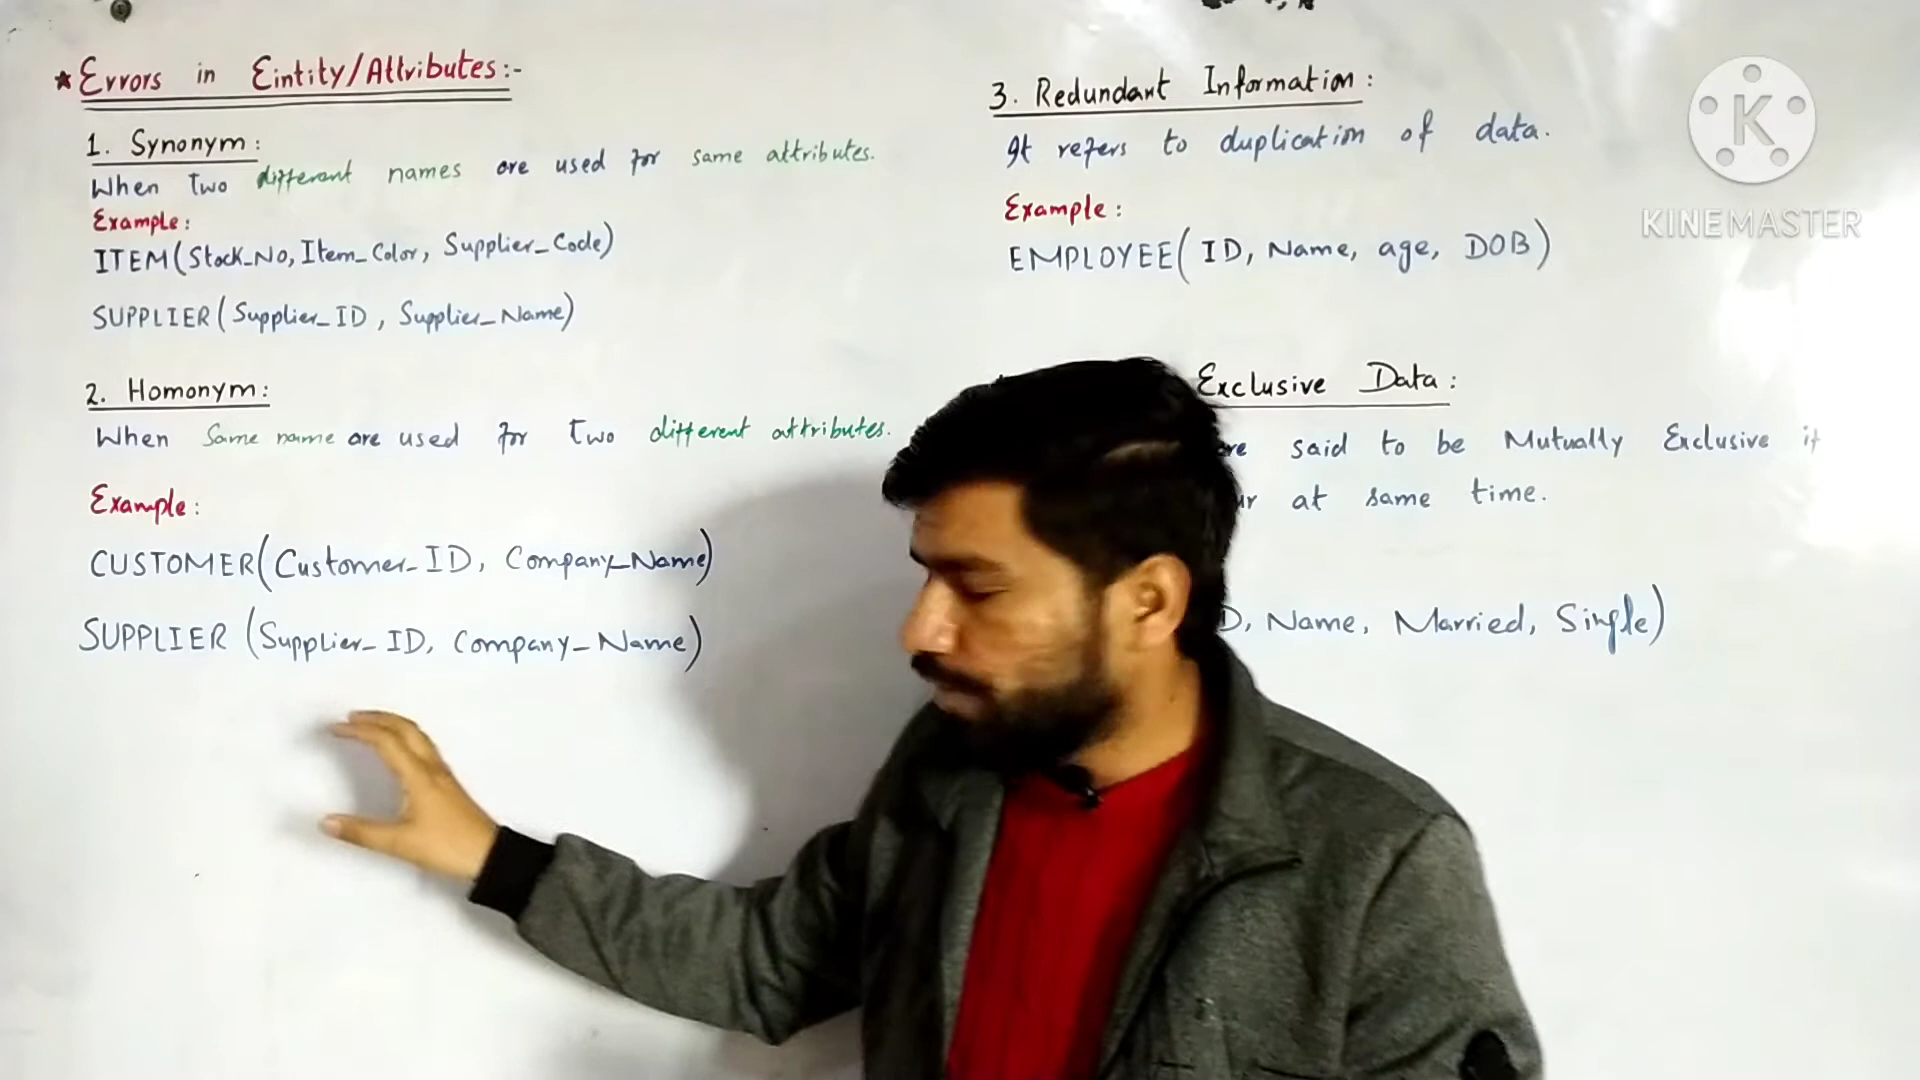 ★ Errors in Eintity/Attributes:-
1. Synonym:
When Two different names are used for same attributes.
Example:
ITEM(Stock_No, Item_Color, Supplier_Code)
SUPPLIER(Supplier_ID, Supplier_Name)
2. Homonym:
When Same name are used for two different attributes.
Example:
CUSTOMER(Customer_ID, Company_Name)
SUPPLIER (Supplier_ID, Company_Name)
3. Redundant Information:
It refers to duplication of data.
Example:
EMPLOYEE(ID, Name, age, DOB)
Exclusive Data:
said to be Mutually Exclusive if
at same time.
Name, Married, Single)
K
KINEMASTER